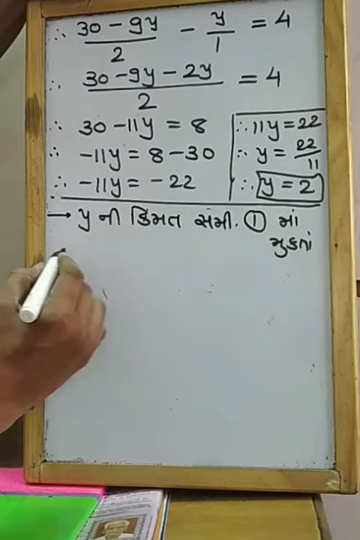 ∴ 30 - 9y / 2 - y / 1 = 4
∴ 30 - 9y - 2y / 2 = 4
∴ 30 - 11y = 8
∴ -11y = 8 - 30
∴ -11y = -22
∴ 11y = 22
∴ y = 22 / 11
∴ y = 2
→ y ની કિંમત સમી. ① માં
મુકતાં